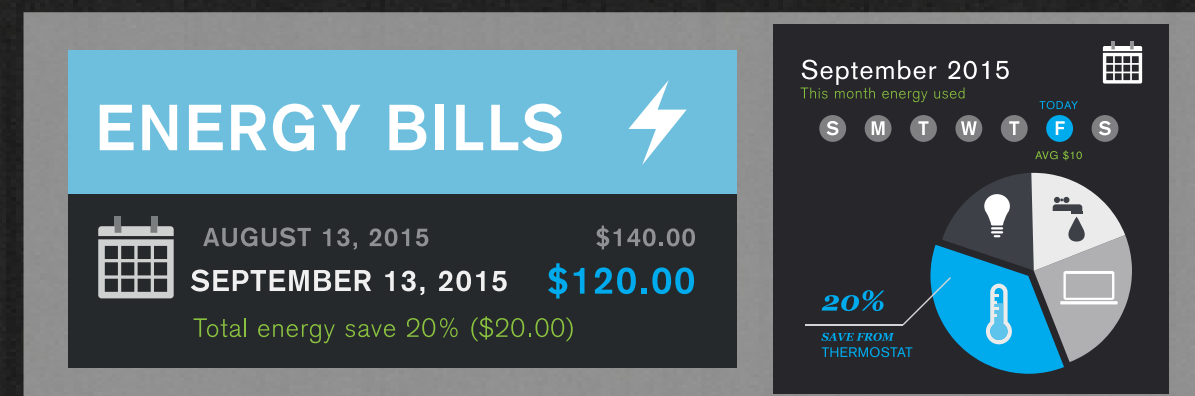 ENERGY BILLS
AUGUST 13, 2015 $140.00
SEPTEMBER 13, 2015 $120.00
Total energy save 20% ($20.00)
September 2015
This month energy used
TODAY
S M T W T F S
AVG $10
20%
SAVE FROM
THERMOSTAT